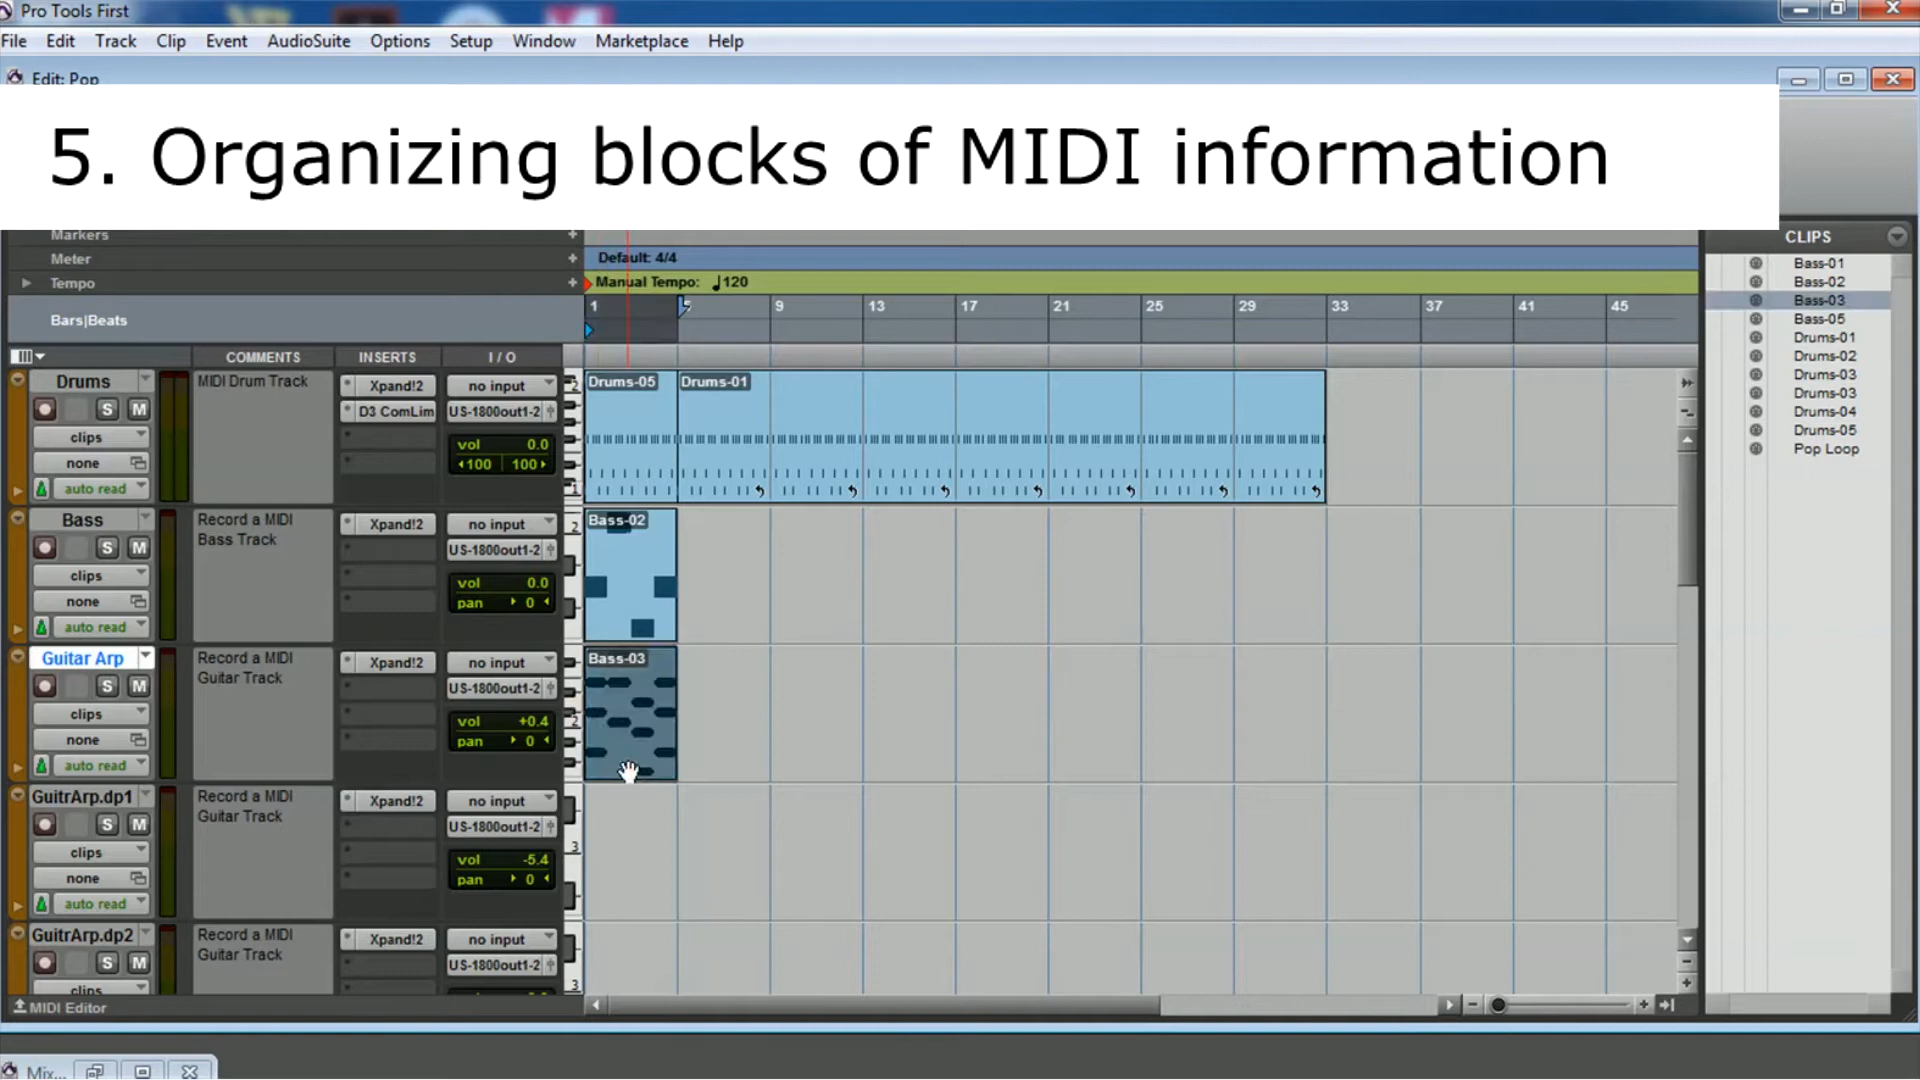 Pro Tools First
File Edit Track Clip Event AudioSuite Options Setup Window Marketplace Help
Edit: Pop
5. Organizing blocks of MIDI information
Markers
Meter
Default: 4/4
Tempo
Manual Tempo: 120
Bars|Beats
1 5 9 13 17 21 25 29 33 37 41 45
COMMENTS INSERTS I / O
Drums
MIDI Drum Track
Xpand!2
D3 ComLim
no input
US-1800out1-2
vol 0.0
100 100
S M
clips
none
auto read
2
1
Drums-05
Drums-01
Bass
Record a MIDI
Bass Track
Xpand!2
no input
US-1800out1-2
vol 0.0
pan 0
S M
clips
none
auto read
2
Bass-02
Guitar Arp
Record a MIDI
Guitar Track
Xpand!2
no input
US-1800out1-2
vol +0.4
pan 0
S M
clips
none
auto read
2
Bass-03
GuitrArp.dp1
Record a MIDI
Guitar Track
Xpand!2
no input
US-1800out1-2
vol -5.4
pan 0
S M
clips
none
auto read
3
GuitrArp.dp2
Record a MIDI
Guitar Track
Xpand!2
no input
US-1800out1-2
S M
clips
3
MIDI Editor
CLIPS
Bass-01
Bass-02
Bass-03
Bass-05
Drums-01
Drums-02
Drums-03
Drums-03
Drums-04
Drums-05
Pop Loop
Mix...